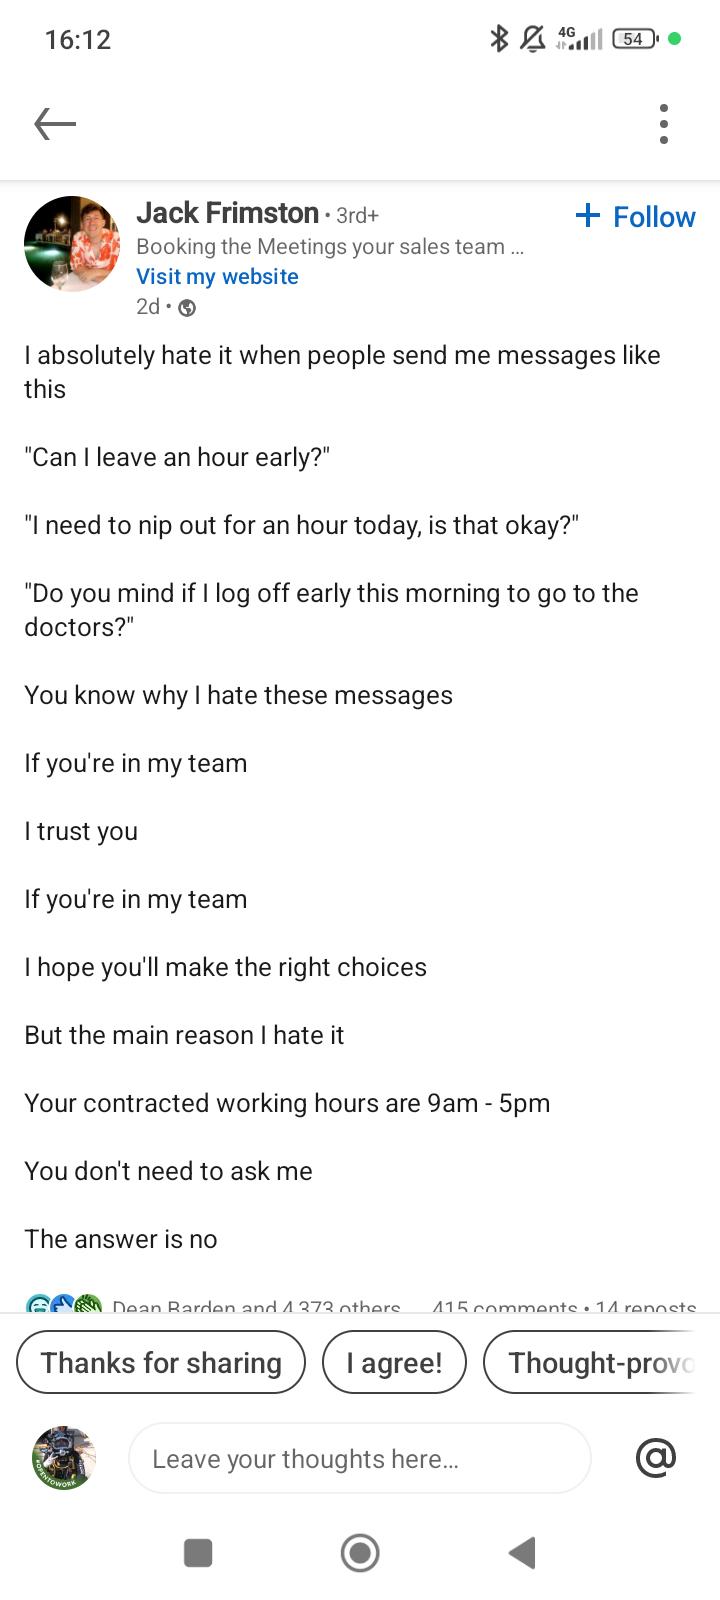 16:12
4G
54
Jack Frimston • 3rd+
+ Follow
Booking the Meetings your sales team ...
Visit my website
2d •
I absolutely hate it when people send me messages like
this
"Can I leave an hour early?"
"I need to nip out for an hour today, is that okay?"
"Do you mind if I log off early this morning to go to the
doctors?"
You know why I hate these messages
If you're in my team
I trust you
If you're in my team
I hope you'll make the right choices
But the main reason I hate it
Your contracted working hours are 9am - 5pm
You don't need to ask me
The answer is no
Dean Barden and 4,373 others
415 comments • 14 reposts
Thanks for sharing
I agree!
Thought-provo
#OPENTOWORK
Leave your thoughts here...
@